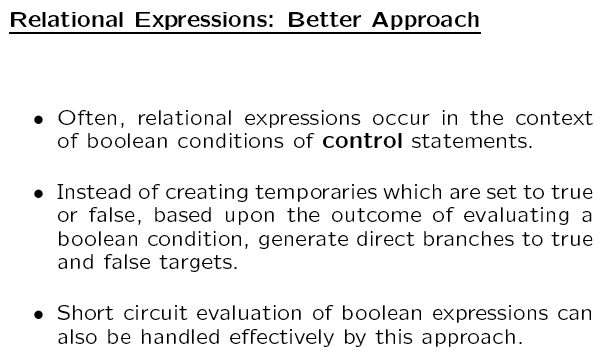 Relational Expressions: Better Approach
• Often, relational expressions occur in the context
of boolean conditions of control statements.
• Instead of creating temporaries which are set to true
or false, based upon the outcome of evaluating a
boolean condition, generate direct branches to true
and false targets.
• Short circuit evaluation of boolean expressions can
also be handled effectively by this approach.